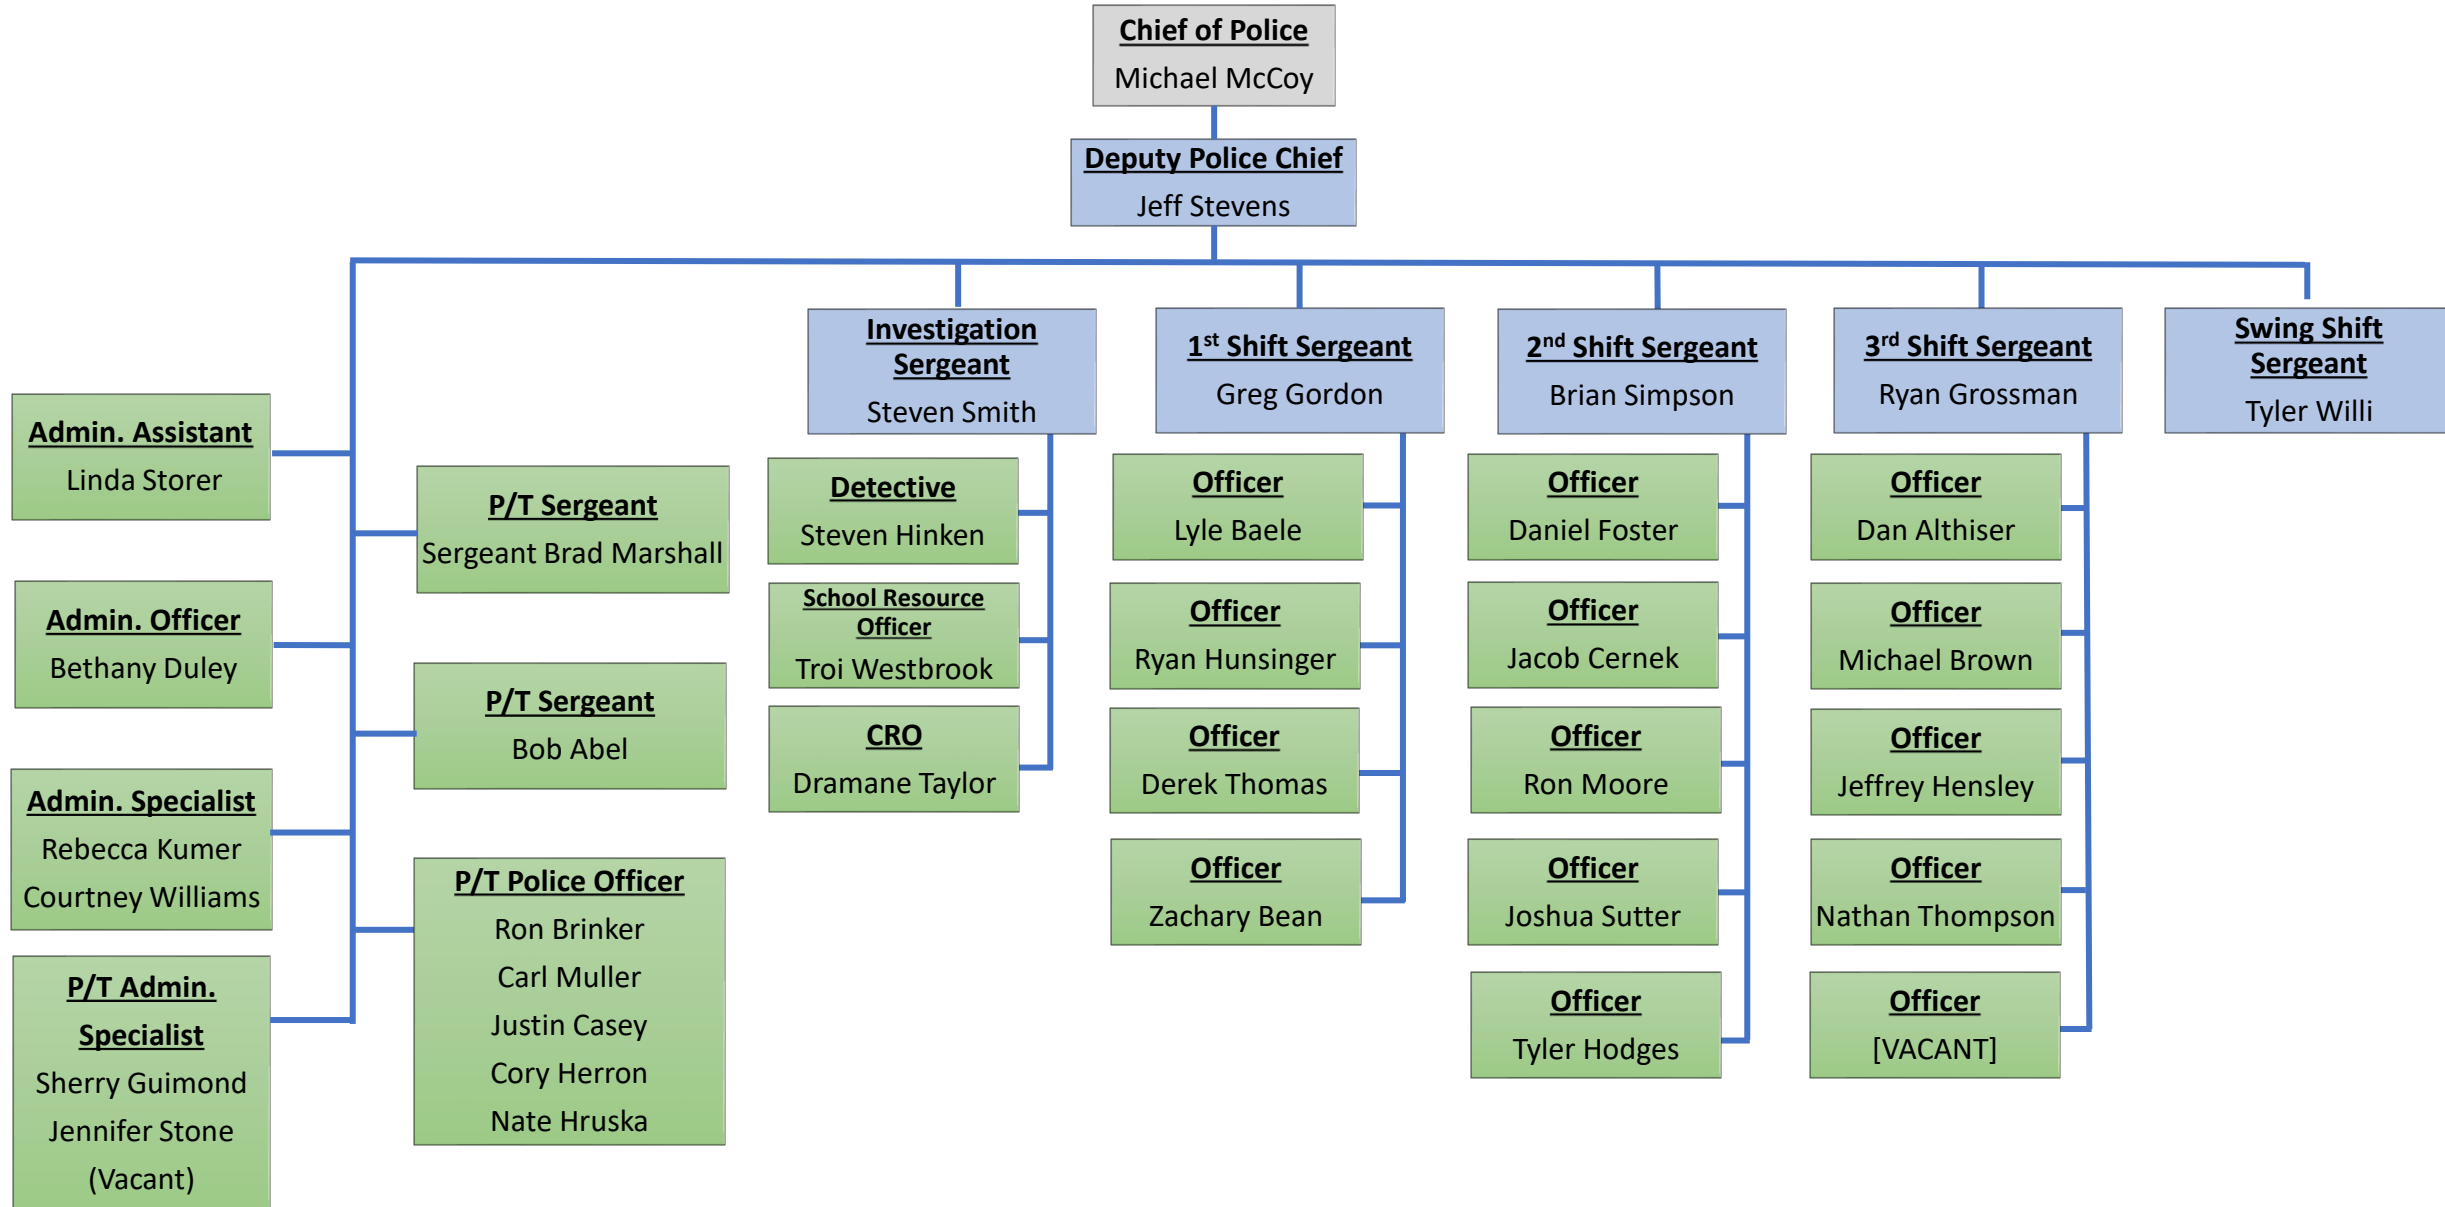 Chief of Police
Michael McCoy
Deputy Police Chief
Jeff Stevens
Admin. Assistant
Linda Storer
Admin. Officer
Bethany Duley
Admin. Specialist
Rebecca Kumer
Courtney Williams
P/T Admin.
Specialist
Sherry Guimond
Jennifer Stone
(Vacant)
P/T Sergeant
Sergeant Brad Marshall
P/T Sergeant
Bob Abel
P/T Police Officer
Ron Brinker
Carl Muller
Justin Casey
Cory Herron
Nate Hruska
Investigation
Sergeant
Steven Smith
Detective
Steven Hinken
School Resource
Officer
Troi Westbrook
CRO
Dramane Taylor
1st Shift Sergeant
Greg Gordon
Officer
Lyle Baele
Officer
Ryan Hunsinger
Officer
Derek Thomas
Officer
Zachary Bean
2nd Shift Sergeant
Brian Simpson
Officer
Daniel Foster
Officer
Jacob Cernek
Officer
Ron Moore
Officer
Joshua Sutter
Officer
Tyler Hodges
3rd Shift Sergeant
Ryan Grossman
Officer
Dan Althiser
Officer
Michael Brown
Officer
Jeffrey Hensley
Officer
Nathan Thompson
Officer
[VACANT]
Swing Shift
Sergeant
Tyler Willi